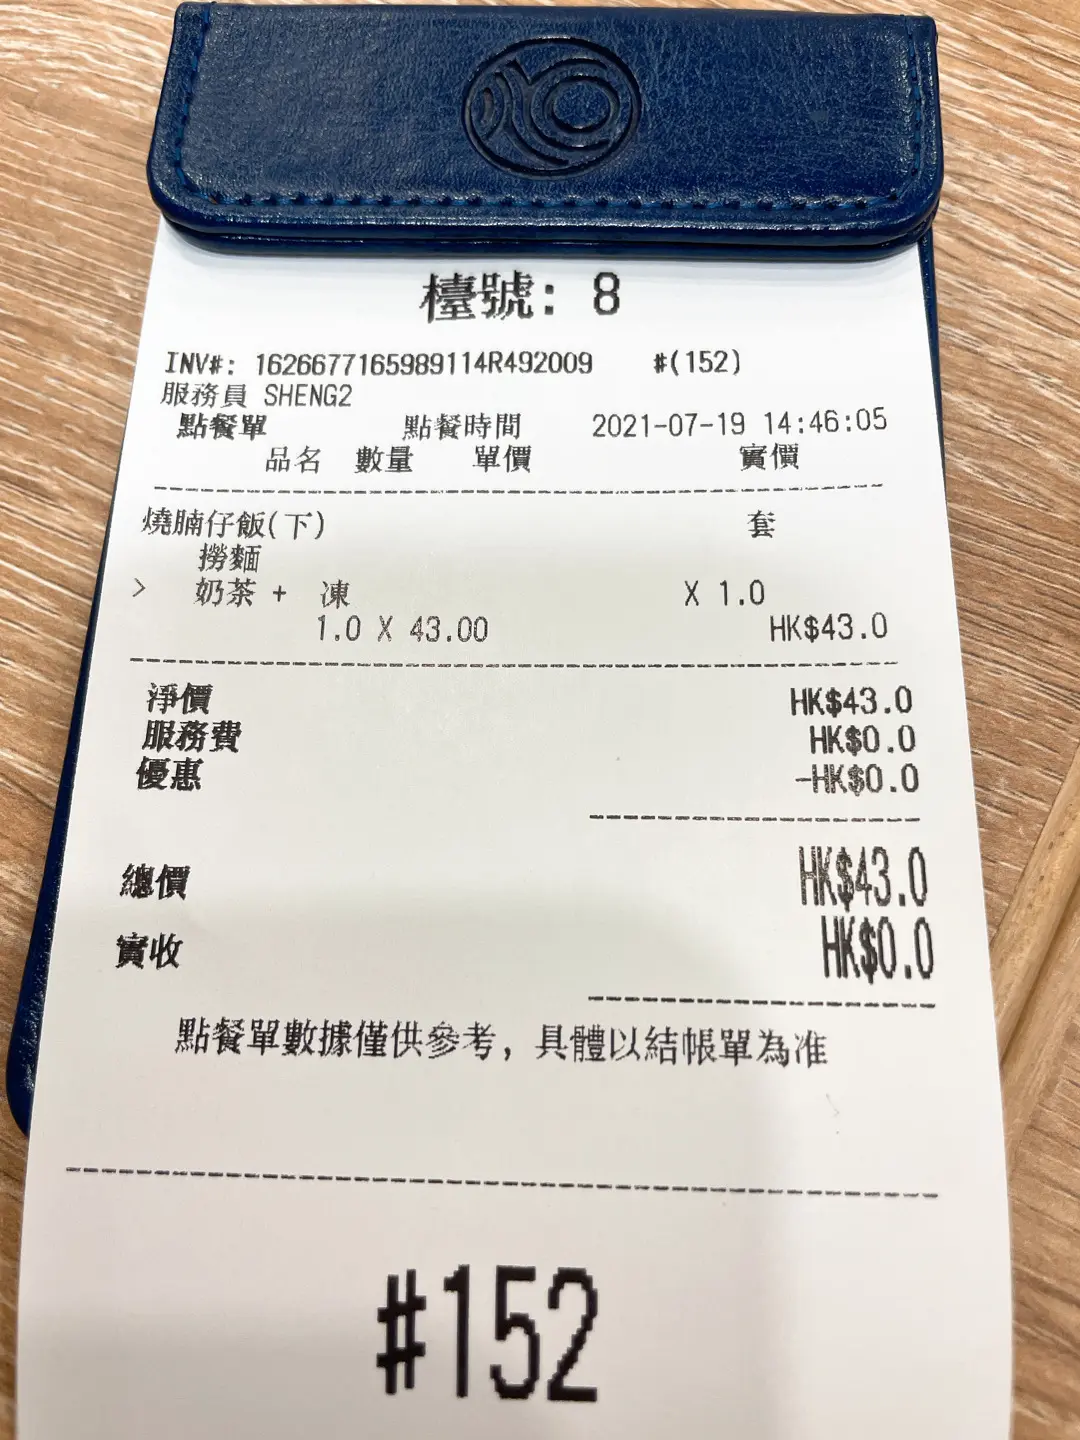 檯號: 8
INV#: 1626677165989114R492009 #(152)
服務員 SHENG2
點餐單 點餐時間 2021-07-19 14:46:05
品名 數量 單價 實價
燒腩仔飯(下) 套
撈麵
> 奶茶 + 凍 X 1.0
1.0 X 43.00 HK$43.0
淨價 HK$43.0
服務費 HK$0.0
優惠 -HK$0.0
總價 HK$43.0
實收 HK$0.0
點餐單數據僅供參考, 具體以結帳單為准
#152